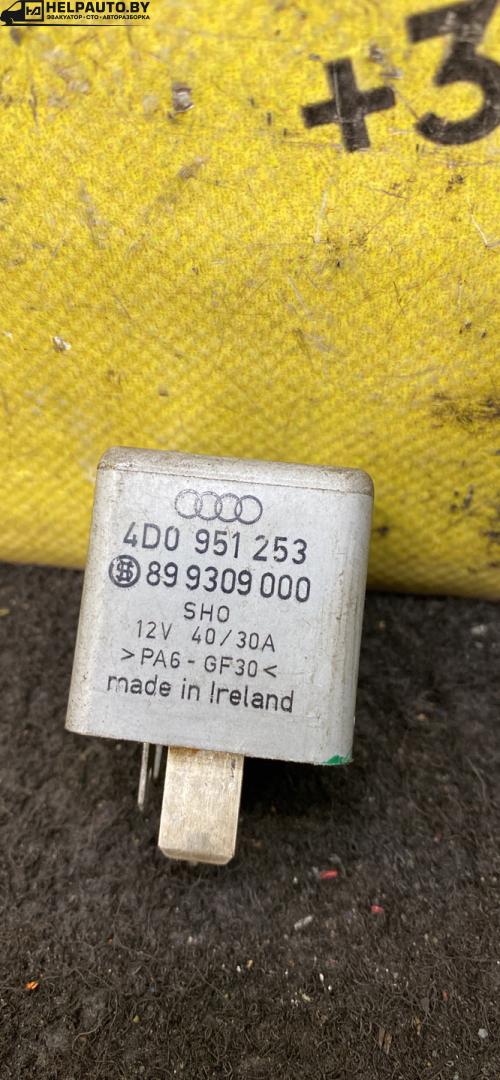 HELPAUTO.BY
ЭВАКУАТОР • СТО • АВТОРАЗБОРКА
+3
4D0 951 253
89 9309 000
SHO
12V 40/30A
>PA6-GF30<
made in Ireland